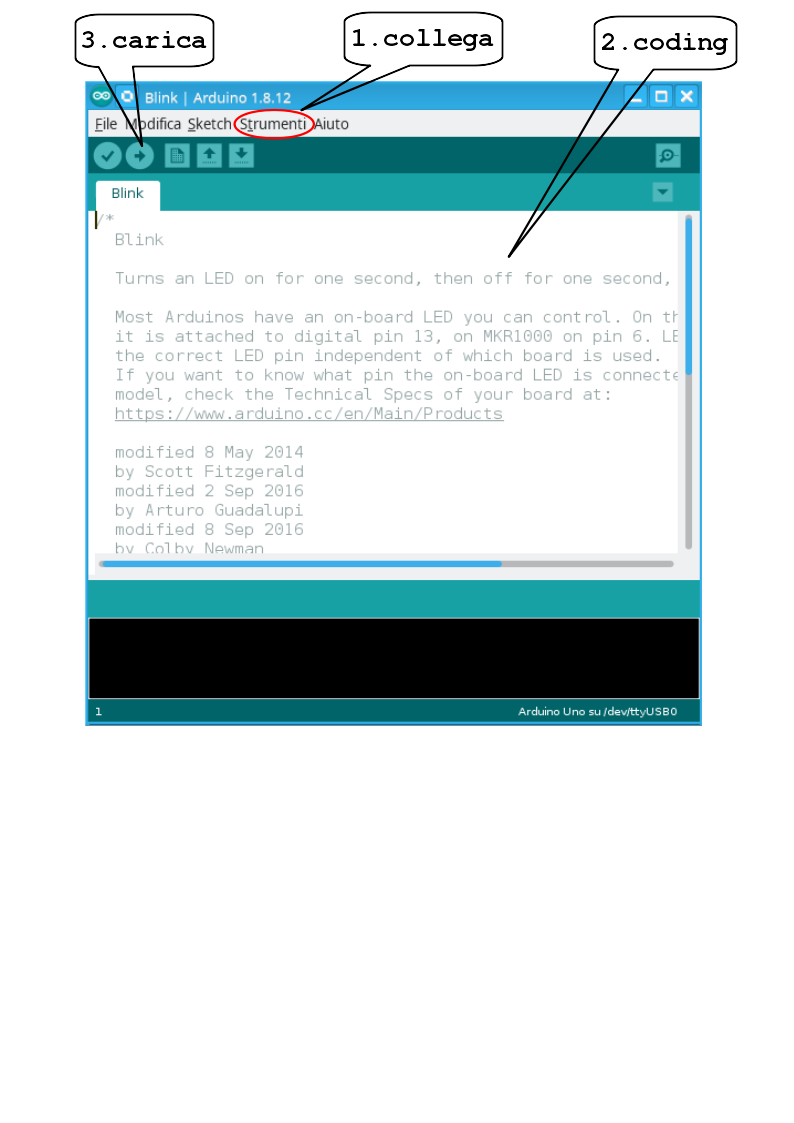 3.carica
1.collega
2.coding
Blink | Arduino 1.8.12
File Modifica Sketch Strumenti Aiuto
Blink
/*
Blink
Turns an LED on for one second, then off for one second,
Most Arduinos have an on-board LED you can control. On th
it is attached to digital pin 13, on MKR1000 on pin 6. LE
the correct LED pin independent of which board is used.
If you want to know what pin the on-board LED is connecte
model, check the Technical Specs of your board at:
https://www.arduino.cc/en/Main/Products
modified 8 May 2014
by Scott Fitzgerald
modified 2 Sep 2016
by Arturo Guadalupi
modified 8 Sep 2016
by Colby Newman
1
Arduino Uno su /dev/ttyUSB0